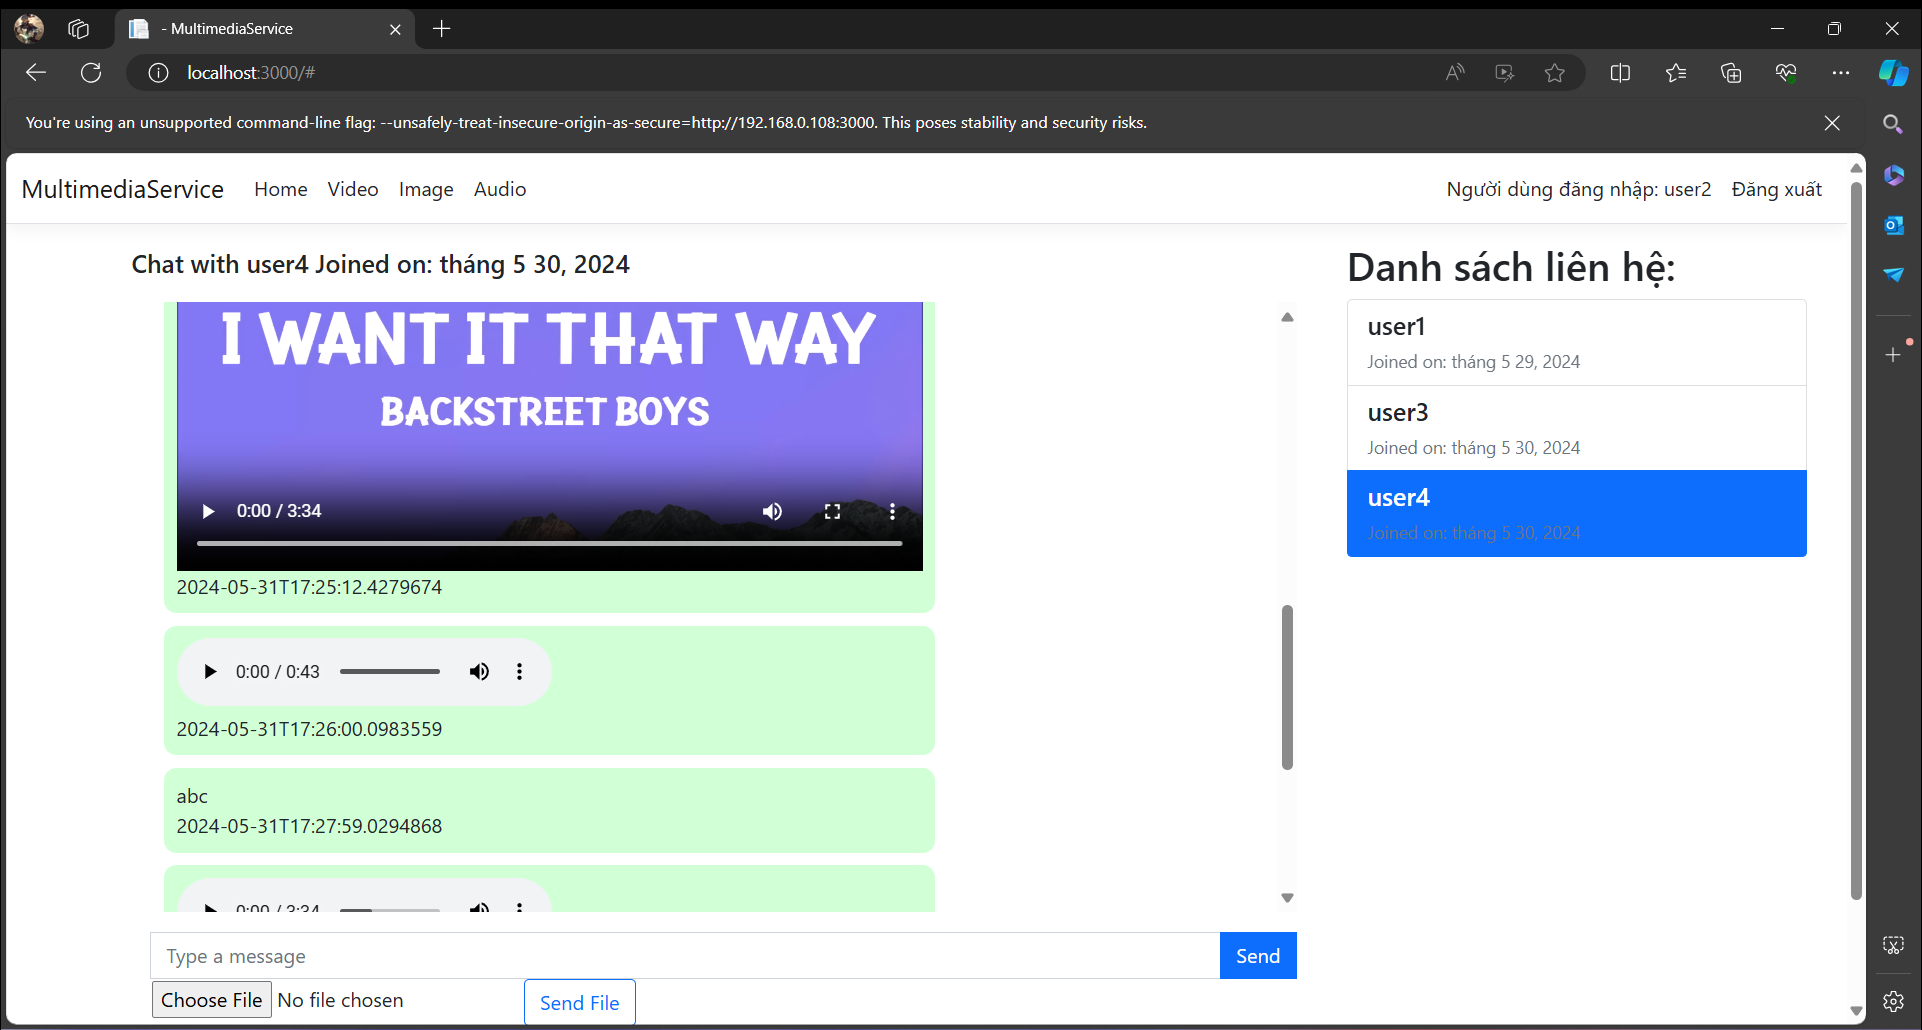 - MultimediaService
localhost:3000/#
You're using an unsupported command-line flag: --unsafely-treat-insecure-origin-as-secure=http://192.168.0.108:3000. This poses stability and security risks.
MultimediaService Home Video Image Audio Người dùng đăng nhập: user2 Đăng xuất
Chat with user4 Joined on: tháng 5 30, 2024
I WANT IT THAT WAY
BACKSTREET BOYS
0:00 / 3:34
2024-05-31T17:25:12.4279674
0:00 / 0:43
2024-05-31T17:26:00.0983559
abc
2024-05-31T17:27:59.0294868
0:00 / 3:34
Type a message Send
Choose File No file chosen Send File
Danh sách liên hệ:
user1
Joined on: tháng 5 29, 2024
user3
Joined on: tháng 5 30, 2024
user4
Joined on: tháng 5 30, 2024